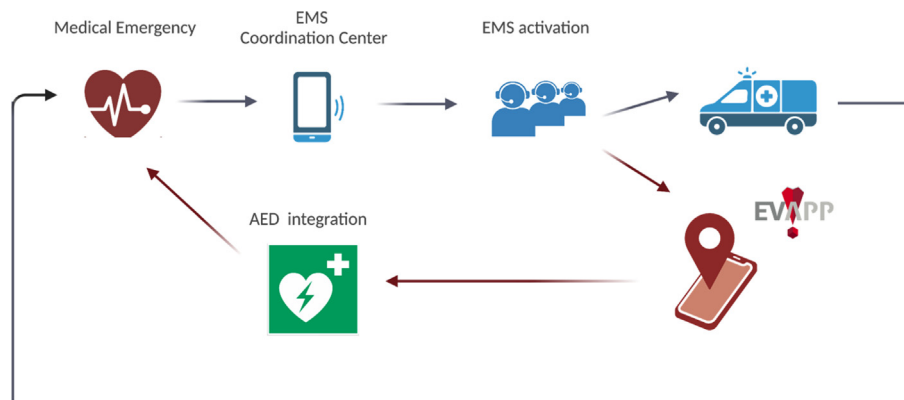 Medical Emergency
EMS
Coordination Center
EMS activation
EVAPP
AED integration